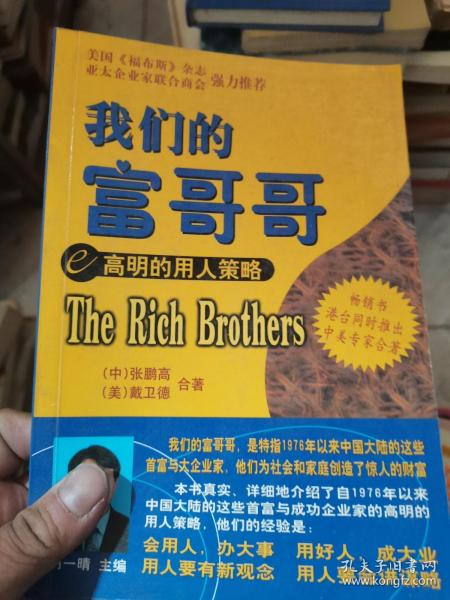 美国《福布斯》杂志
亚太企业家联合商会
强力推荐
我们的
富哥哥
e高明的用人策略
The Rich Brothers
畅销书
港台同时推出
中美专家合著
(中)张鹏高
(美)戴卫德
合著
我们的富哥哥，是特指1976年以来中国大陆的这些
首富与大企业家，他们为社会和家庭创造了惊人的财富
本书真实、详细地介绍了自1976年以来
中国大陆的这些首富与成功企业家的高明的
用人策略，他们的经验是：
会用人，办大事 用好人，成大业
一晴 主编 用人要有新观念 用人
孔夫子旧书网